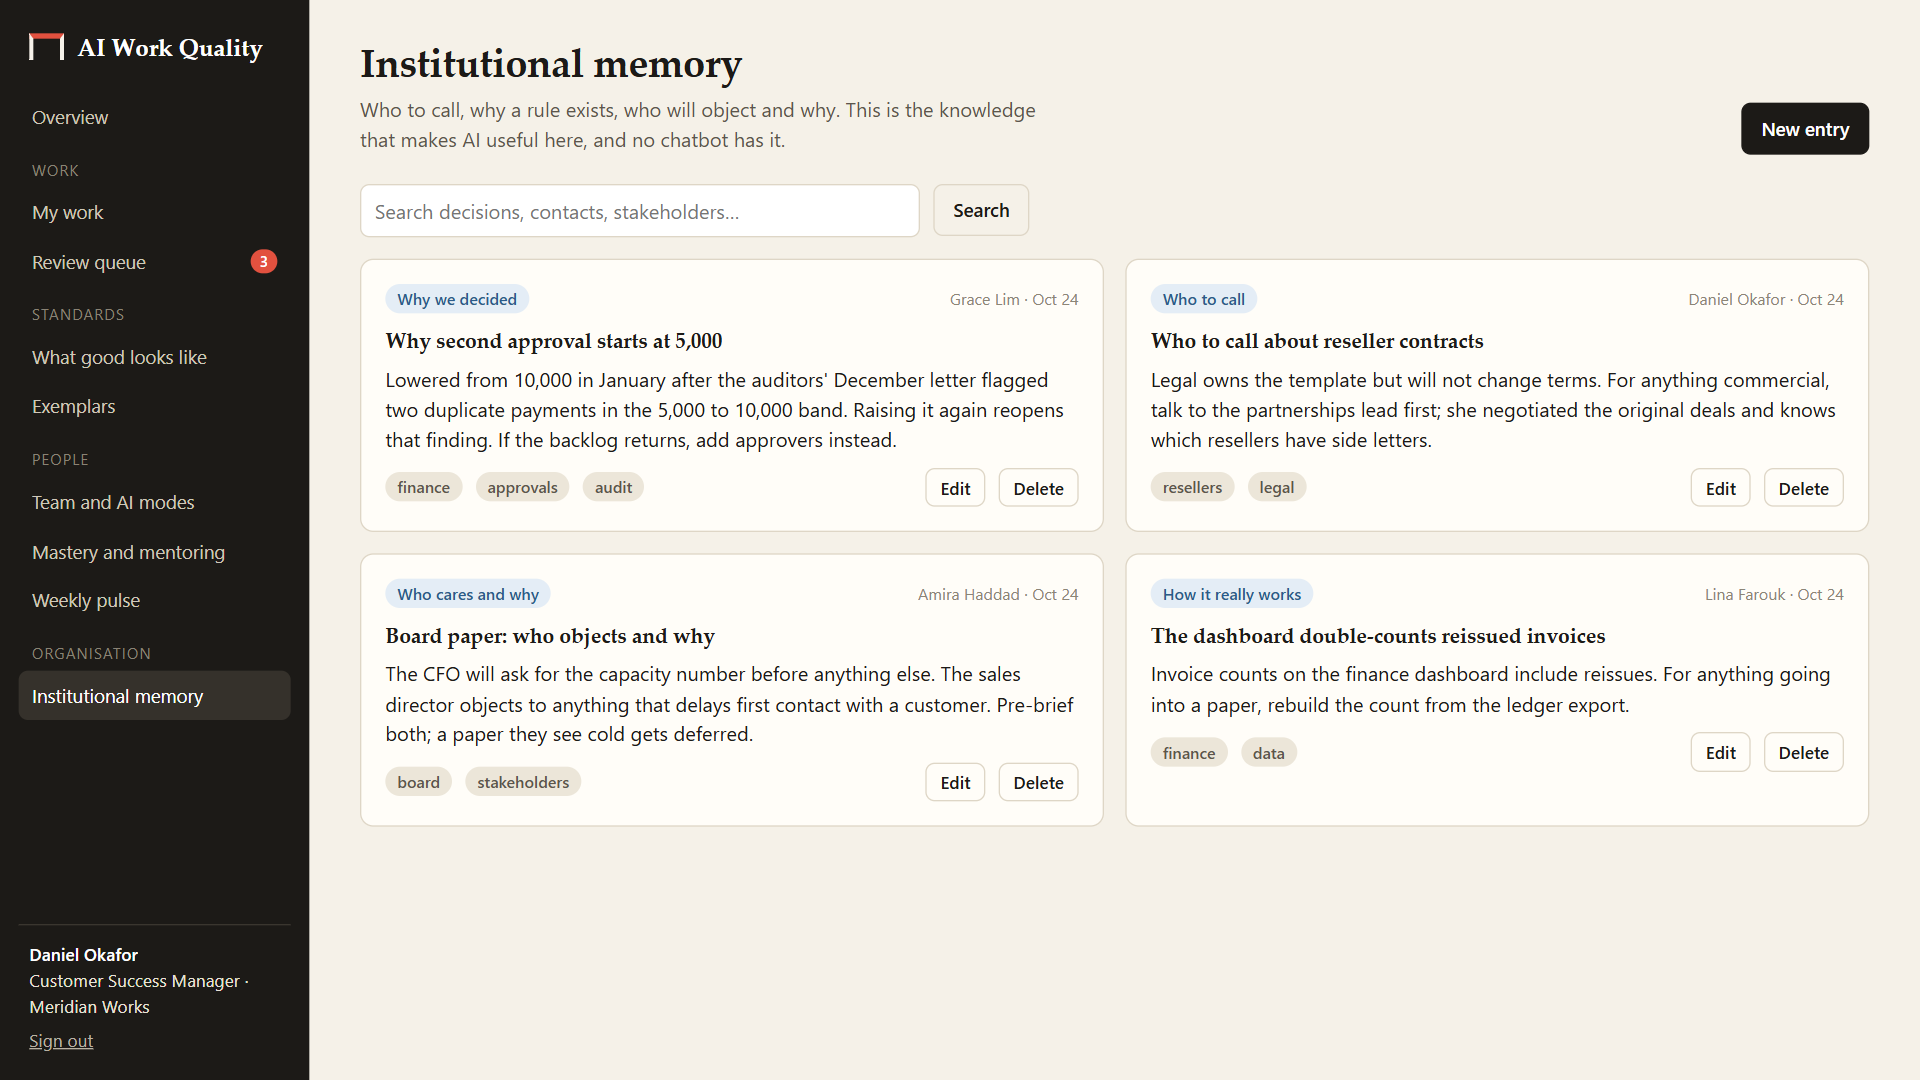 AI Work Quality
Overview
WORK
My work
Review queue
3
STANDARDS
What good looks like
Exemplars
PEOPLE
Team and AI modes
Mastery and mentoring
Weekly pulse
ORGANISATION
Institutional memory
Daniel Okafor
Customer Success Manager ·
Meridian Works
Sign out
Institutional memory
Who to call, why a rule exists, who will object and why. This is the knowledge
that makes AI useful here, and no chatbot has it.
New entry
Search decisions, contacts, stakeholders...
Search
Why we decided
Grace Lim · Oct 24
Why second approval starts at 5,000
Lowered from 10,000 in January after the auditors' December letter flagged
two duplicate payments in the 5,000 to 10,000 band. Raising it again reopens
that finding. If the backlog returns, add approvers instead.
finance
approvals
audit
Edit
Delete
Who to call
Daniel Okafor · Oct 24
Who to call about reseller contracts
Legal owns the template but will not change terms. For anything commercial,
talk to the partnerships lead first; she negotiated the original deals and knows
which resellers have side letters.
resellers
legal
Edit
Delete
Who cares and why
Amira Haddad · Oct 24
Board paper: who objects and why
The CFO will ask for the capacity number before anything else. The sales
director objects to anything that delays first contact with a customer. Pre-brief
both; a paper they see cold gets deferred.
board
stakeholders
Edit
Delete
How it really works
Lina Farouk · Oct 24
The dashboard double-counts reissued invoices
Invoice counts on the finance dashboard include reissues. For anything going
into a paper, rebuild the count from the ledger export.
finance
data
Edit
Delete